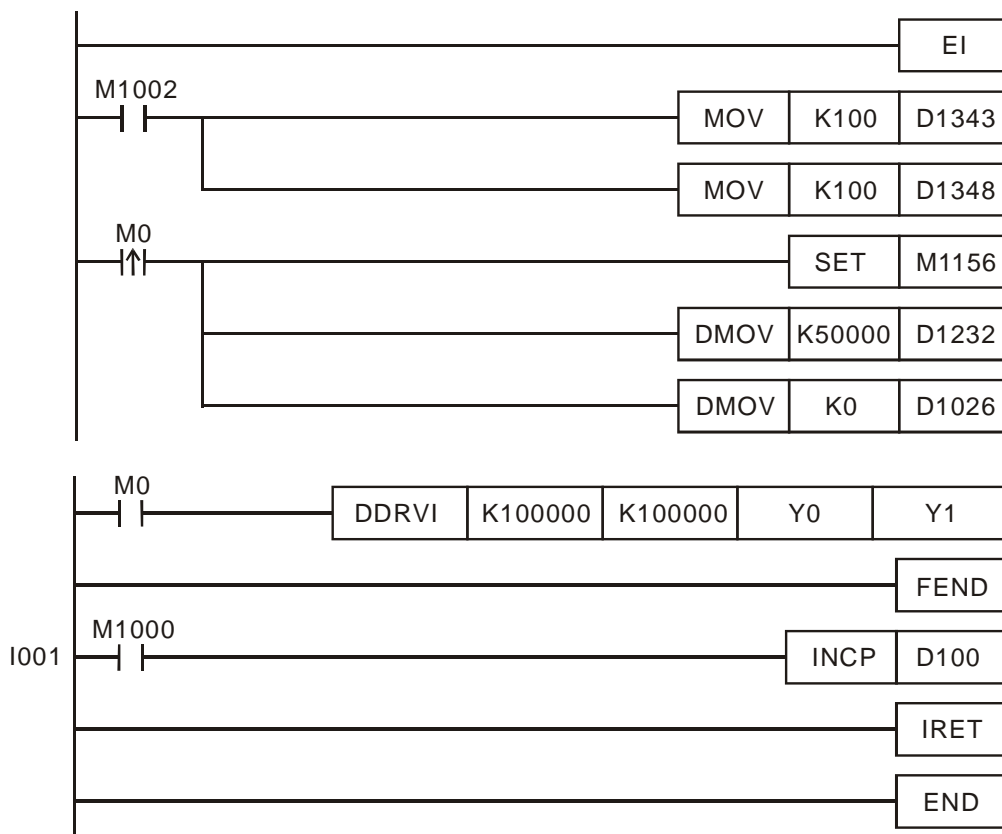 EI
M1002
MOV K100 D1343
MOV K100 D1348
M0
SET M1156
DMOV K50000 D1232
DMOV K0 D1026
M0
DDRVI K100000 K100000 Y0 Y1
FEND
M1000
I001 INCP D100
IRET
END